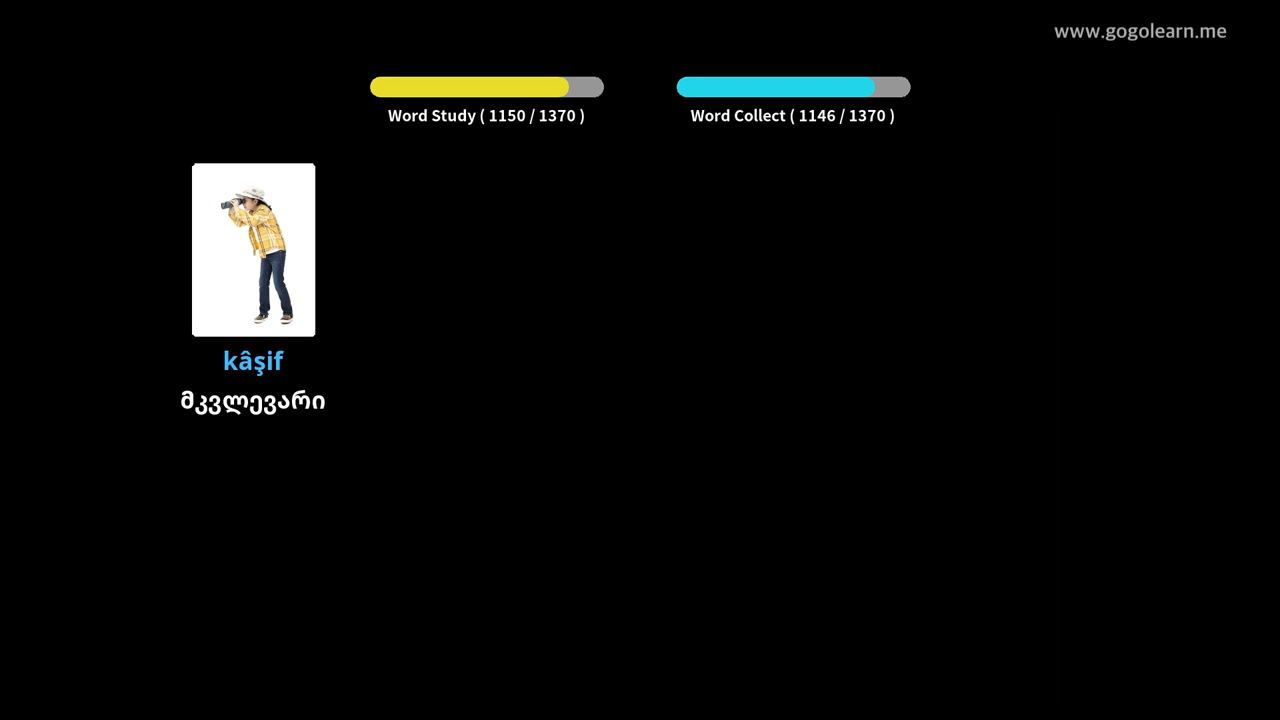 www.gogolearn.me
Word Study ( 1150 / 1370 )
Word Collect ( 1146 / 1370 )
kâşif
მკვლევარი